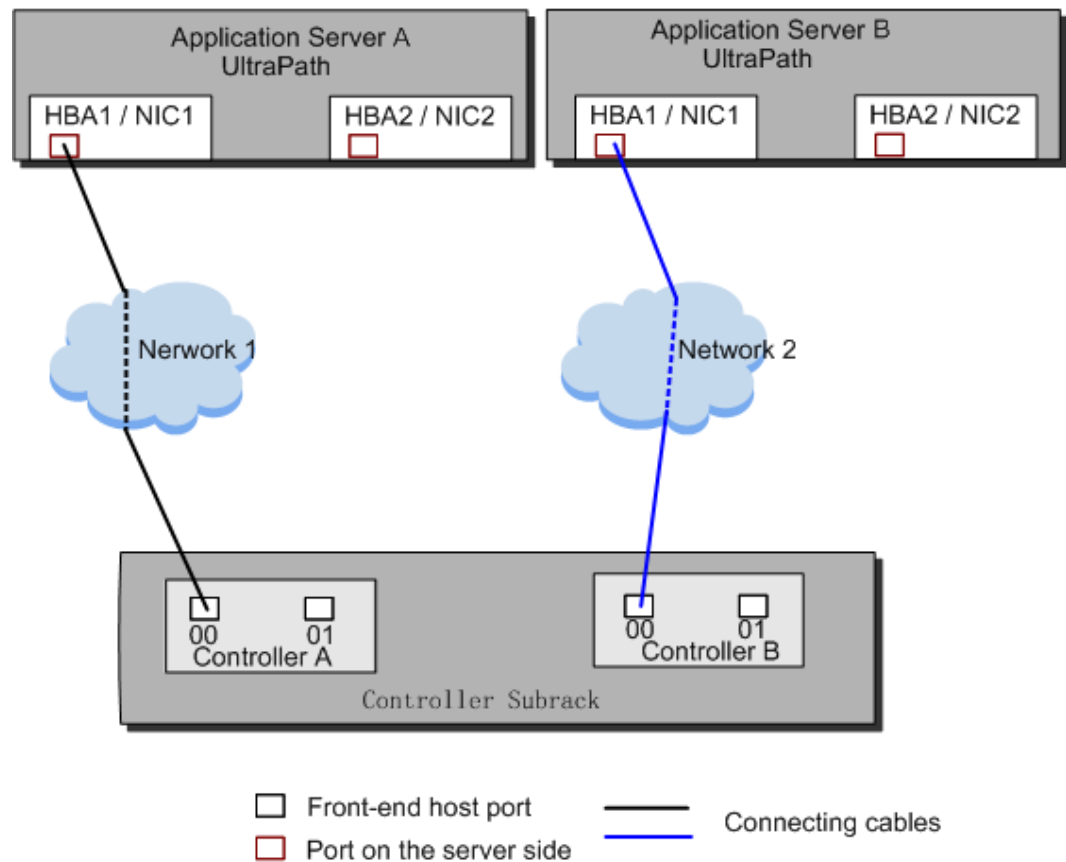 Application Server A
UltraPath
HBA1 / NIC1
HBA2 / NIC2
Application Server B
UltraPath
HBA1 / NIC1
HBA2 / NIC2
Nerwork 1
Network 2
00
01
Controller A
00
01
Controller B
Controller Subrack
Front-end host port
Port on the server side
Connecting cables